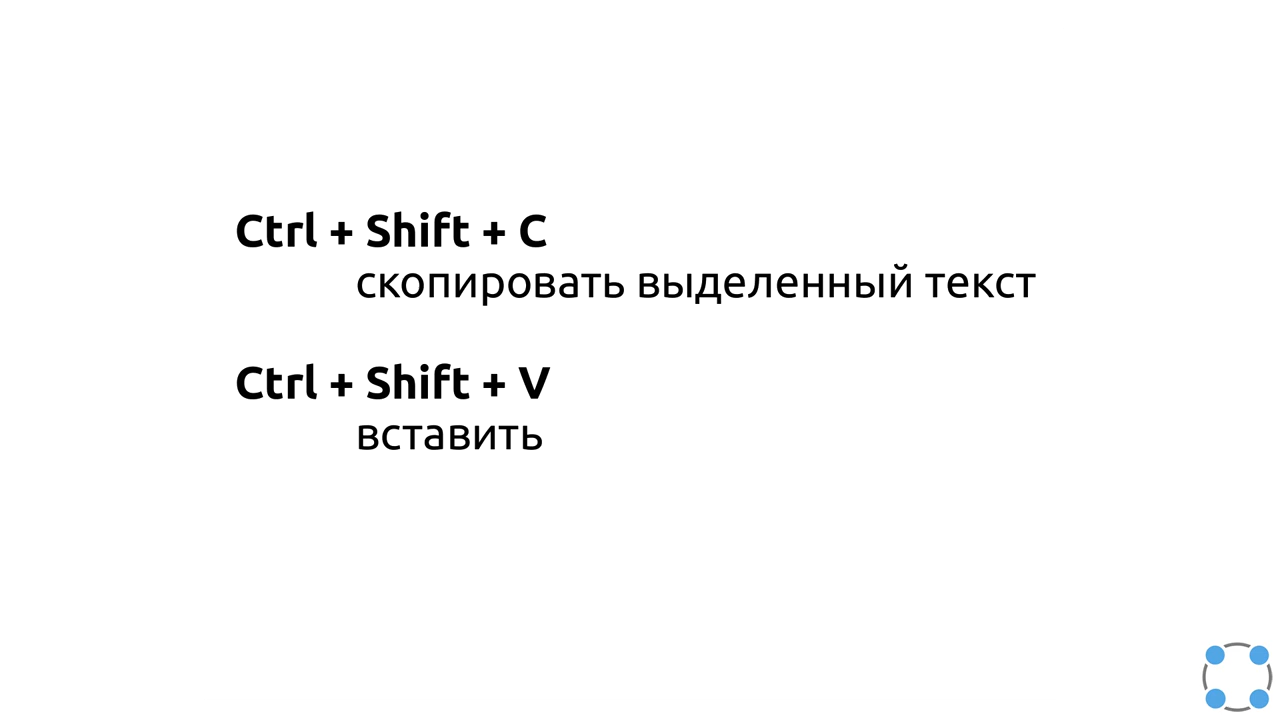 Ctrl + Shift + C
скопировать выделенный текст
Ctrl + Shift + V
вставить